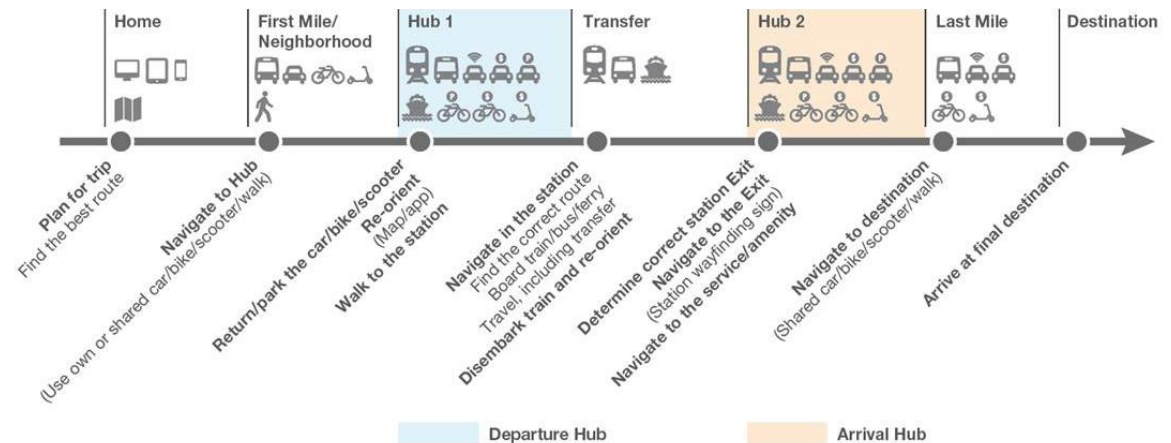 Home
First Mile/
Neighborhood
Hub 1
Transfer
Hub 2
Last Mile
Destination
Plan for trip
Find the best route
Navigate to Hub
(Use own or shared car/bike/scooter/walk)
Return/park the car/bike/scooter
Re-orient
(Map/app)
Walk to the station
Navigate in the station
Find the correct route
Board train/bus/ferry
Travel, including transfer
Disembark train and re-orient
Determine correct station Exit
Navigate to the Exit
(Station wayfinding sign)
Navigate to the service/amenity
Navigate to destination
(Shared car/bike/scooter/walk)
Arrive at final destination
Departure Hub
Arrival Hub